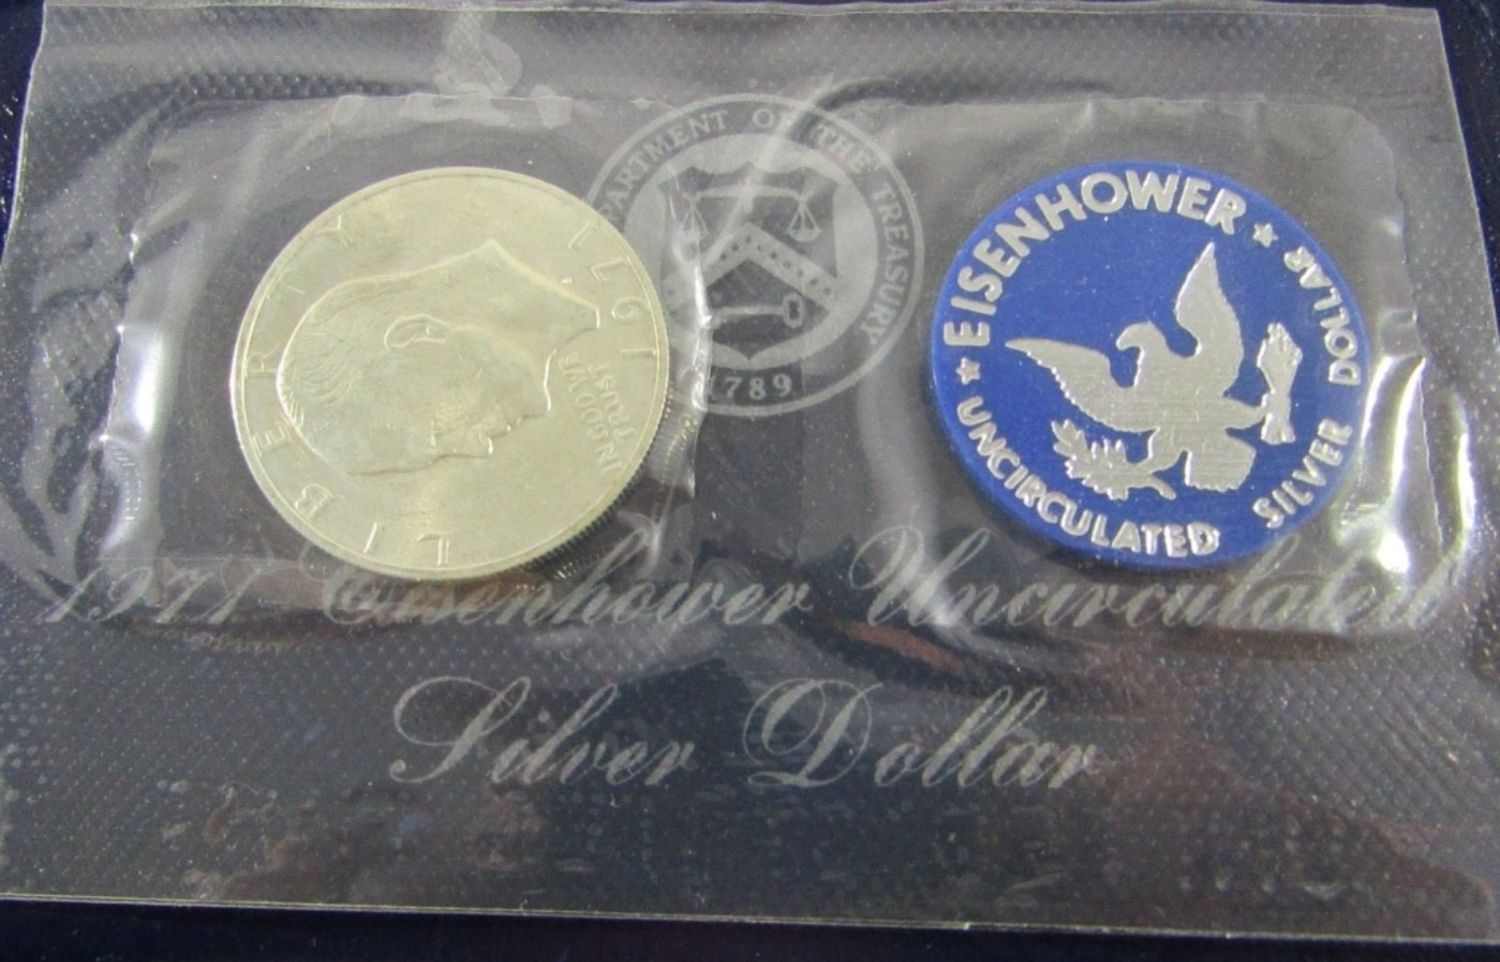 LIBERTY
IN GOD WE
TRUST
1971
DEPARTMENT OF THE TREASURY
1789
★ EISENHOWER ★
UNCIRCULATED SILVER DOLLAR
1971 Eisenhower Uncirculated
Silver Dollar